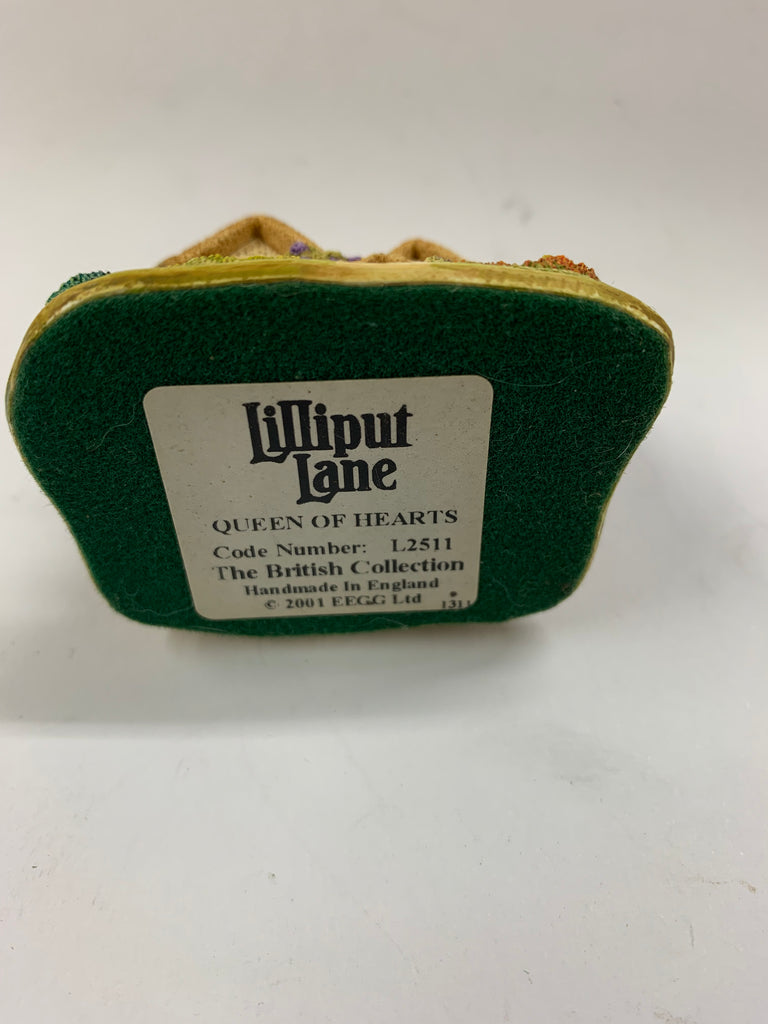 Lilliput
Lane
QUEEN OF HEARTS
Code Number: L2511
The British Collection
Handmade In England
© 2001 EEGG Ltd
1311